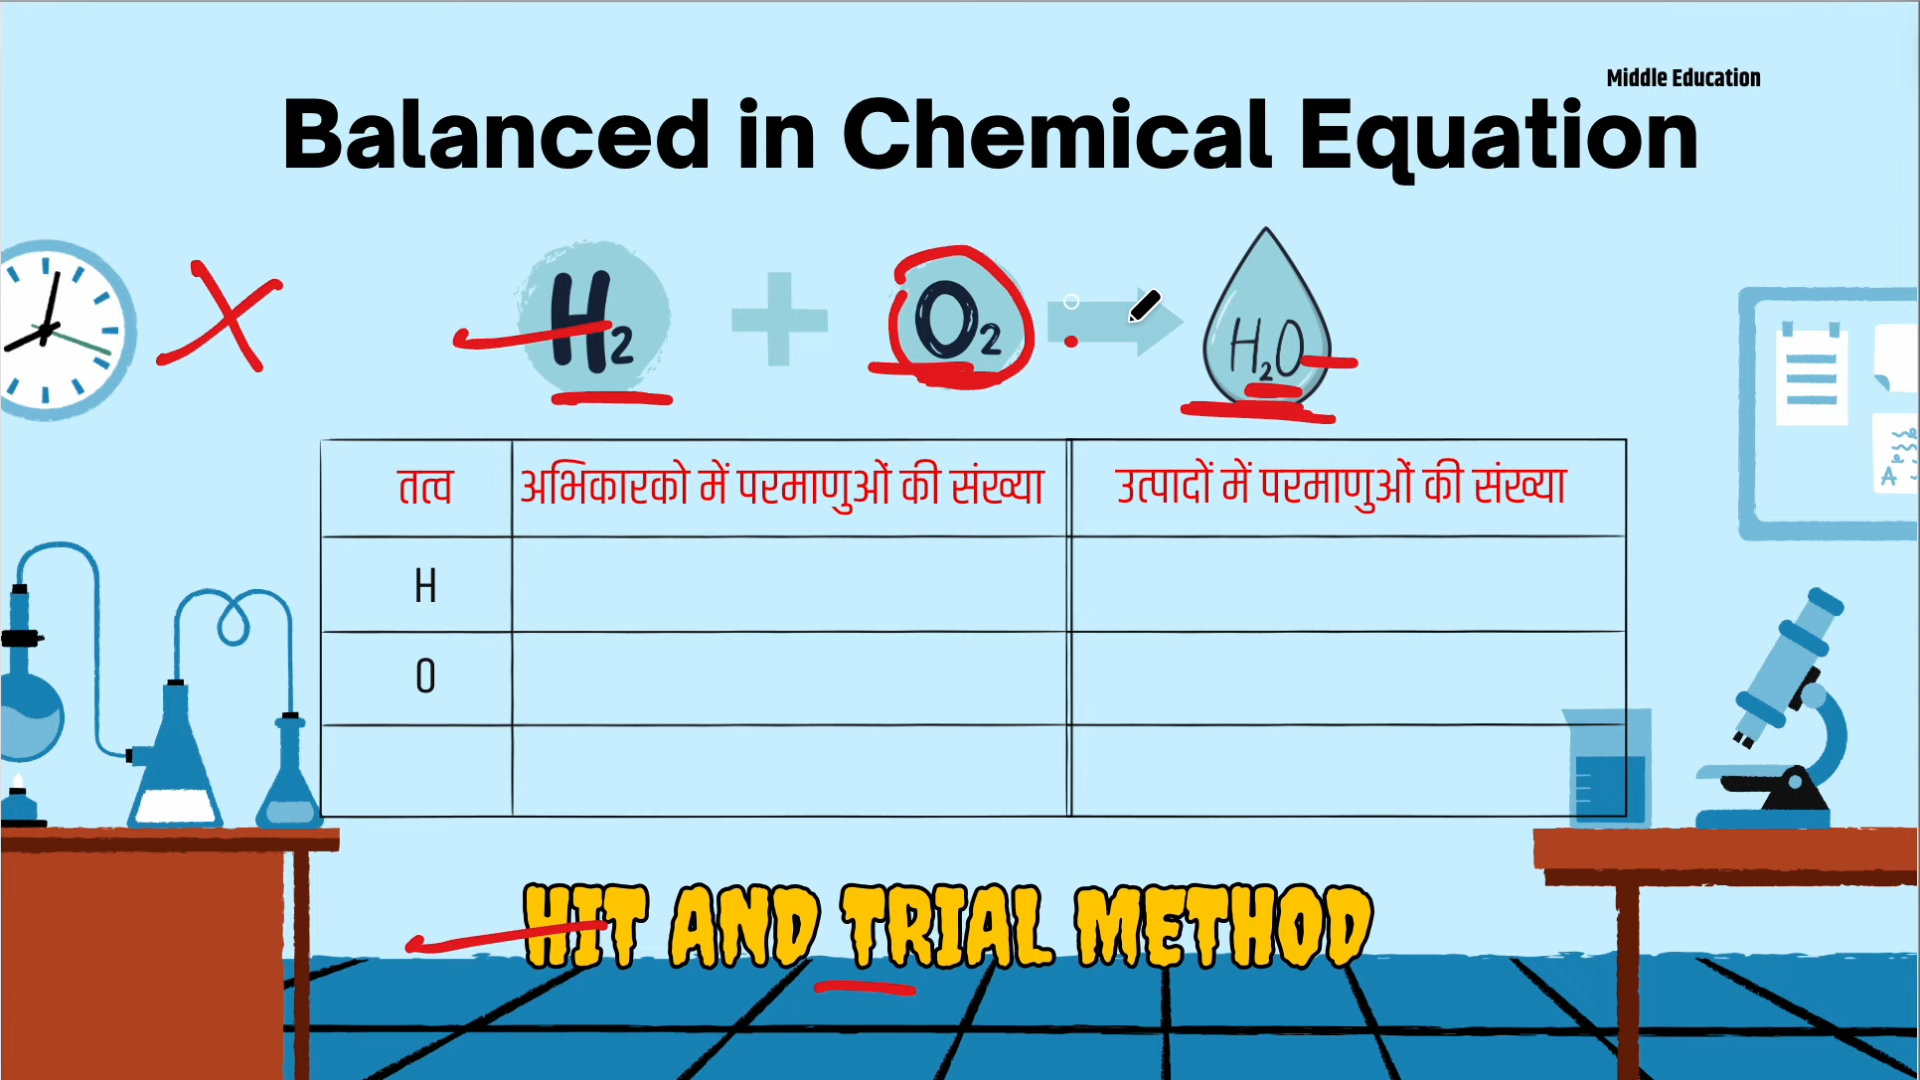 Middle Education
Balanced in Chemical Equation
H₂ + O₂ → H₂O
तत्व अभिकारको में परमाणुओं की संख्या उत्पादों में परमाणुओं की संख्या
H
O
A
HIT AND TRIAL METHOD